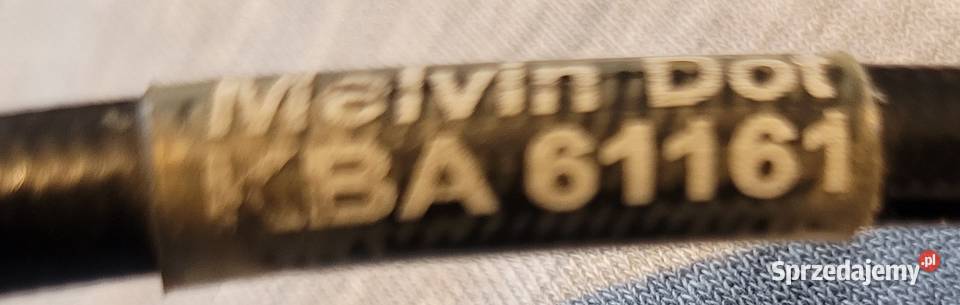 Melvin Dot
KBA 61161
Sprzedajemy.pl